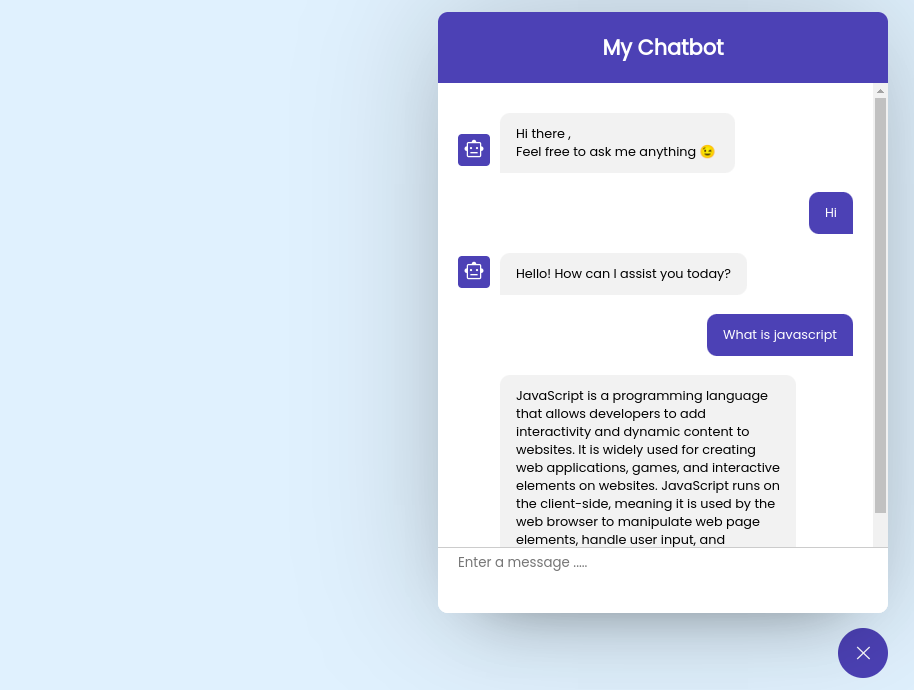 My Chatbot
Hi there ,
Feel free to ask me anything 😉
Hi
Hello! How can I assist you today?
What is javascript
JavaScript is a programming language
that allows developers to add
interactivity and dynamic content to
websites. It is widely used for creating
web applications, games, and interactive
elements on websites. JavaScript runs on
the client-side, meaning it is used by the
web browser to manipulate web page
elements, handle user input, and
Enter a message .....